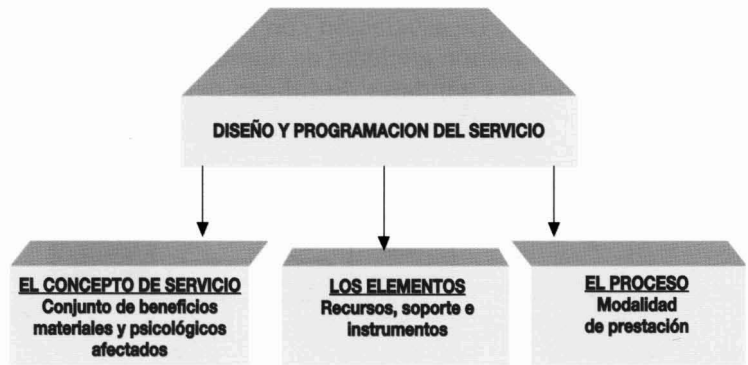 DISEÑO Y PROGRAMACION DEL SERVICIO
EL CONCEPTO DE SERVICIO
Conjunto de beneficios
materiales y psicológicos
afectados
LOS ELEMENTOS
Recursos, soporte e
instrumentos
EL PROCESO
Modalidad
de prestación